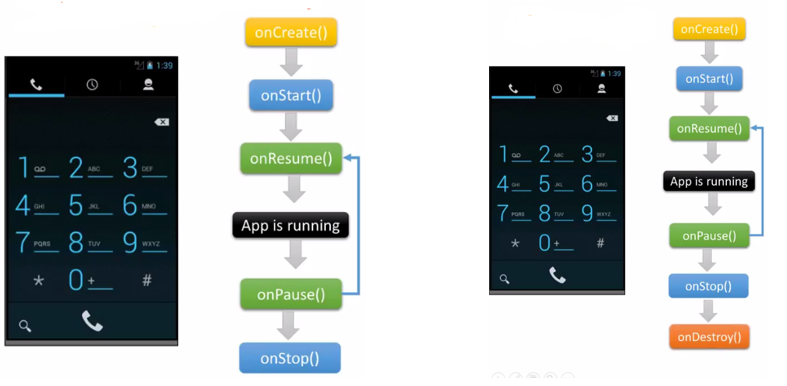 3G 1:39
1
2 ABC
3 DEF
4 GHI
5 JKL
6 MNO
7 PQRS
8 TUV
9 WXYZ
*
0 +
#
onCreate()
onStart()
onResume()
App is running
onPause()
onStop()
3G 1:39
1
2 ABC
3 DEF
4 GHI
5 JKL
6 MNO
7 PQRS
8 TUV
9 WXYZ
*
0 +
#
onCreate()
onStart()
onResume()
App is running
onPause()
onStop()
onDestroy()